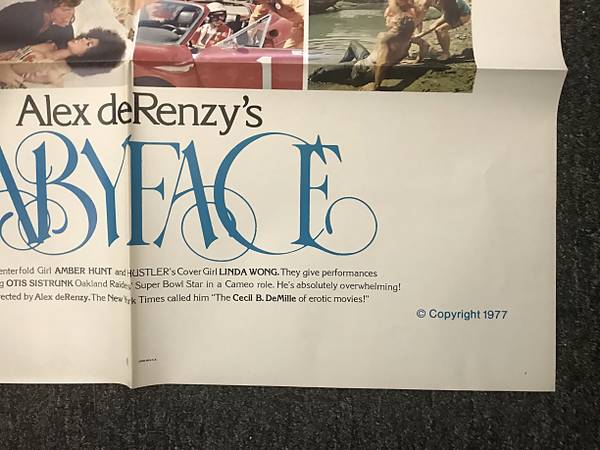 Alex deRenzy's
ABYFACE
enterfold Girl AMBER HUNT and HUSTLER's Cover Girl LINDA WONG. They give performances
g OTIS SISTRUNK Oakland Raiders' Super Bowl Star in a Cameo role. He's absolutely overwhelming!
rected by Alex deRenzy. The New York Times called him "The Cecil B. DeMille of erotic movies!"
© Copyright 1977
1